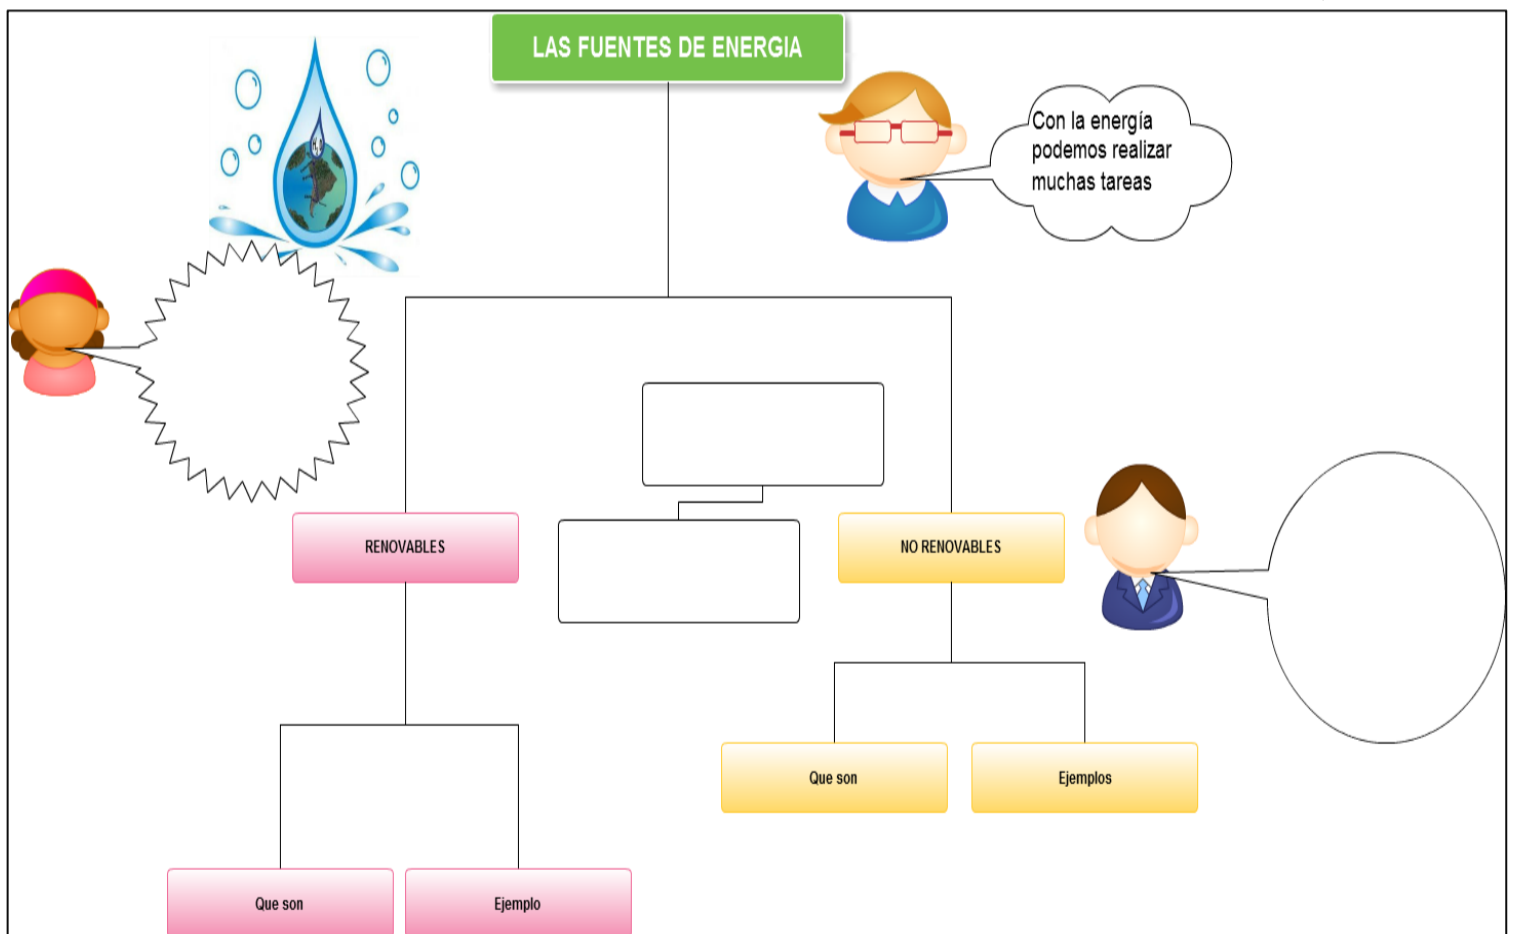 LAS FUENTES DE ENERGIA
Con la energía
podemos realizar
muchas tareas
RENOVABLES
NO RENOVABLES
Que son
Ejemplos
Que son
Ejemplo